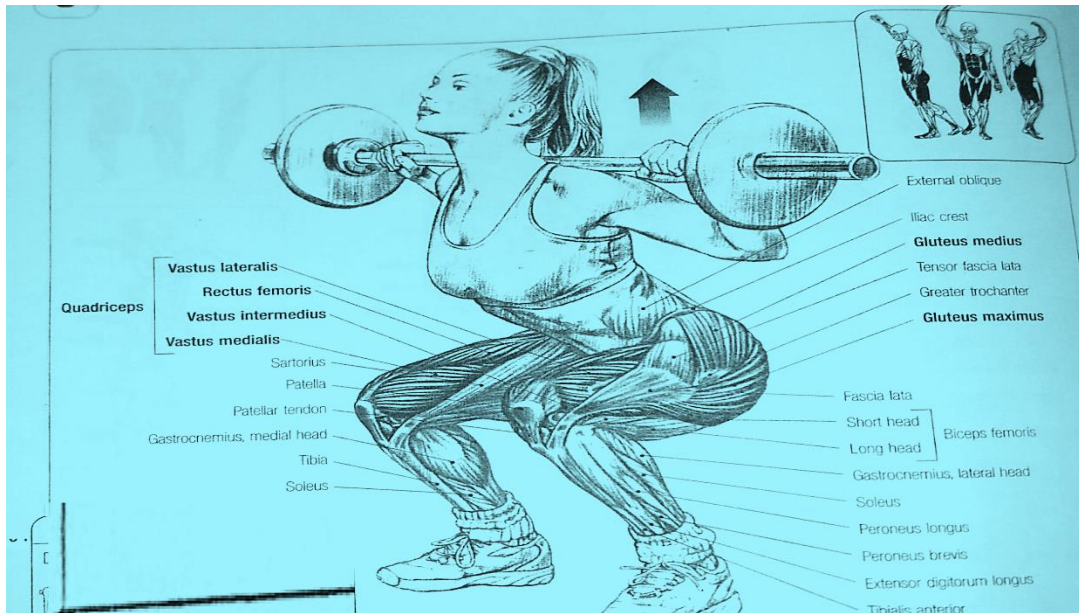 Quadriceps
Vastus lateralis
Rectus femoris
Vastus intermedius
Vastus medialis
Sartorius
Patella
Patellar tendon
Gastrocnemius, medial head
Tibia
Soleus
External oblique
Iliac crest
Gluteus medius
Tensor fascia lata
Greater trochanter
Gluteus maximus
Fascia lata
Short head
Long head
Biceps femoris
Gastrocnemius, lateral head
Soleus
Peroneus longus
Peroneus brevis
Extensor digitorum longus
Tibialis anterior